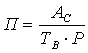 П = A_C / (T_B · P)